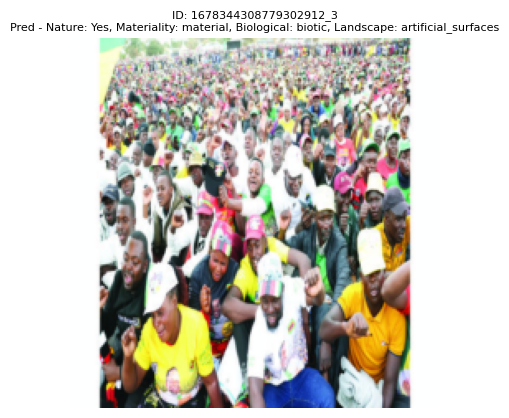 ID: 1678344308779302912_3
Pred - Nature: Yes, Materiality: material, Biological: biotic, Landscape: artificial_surfaces